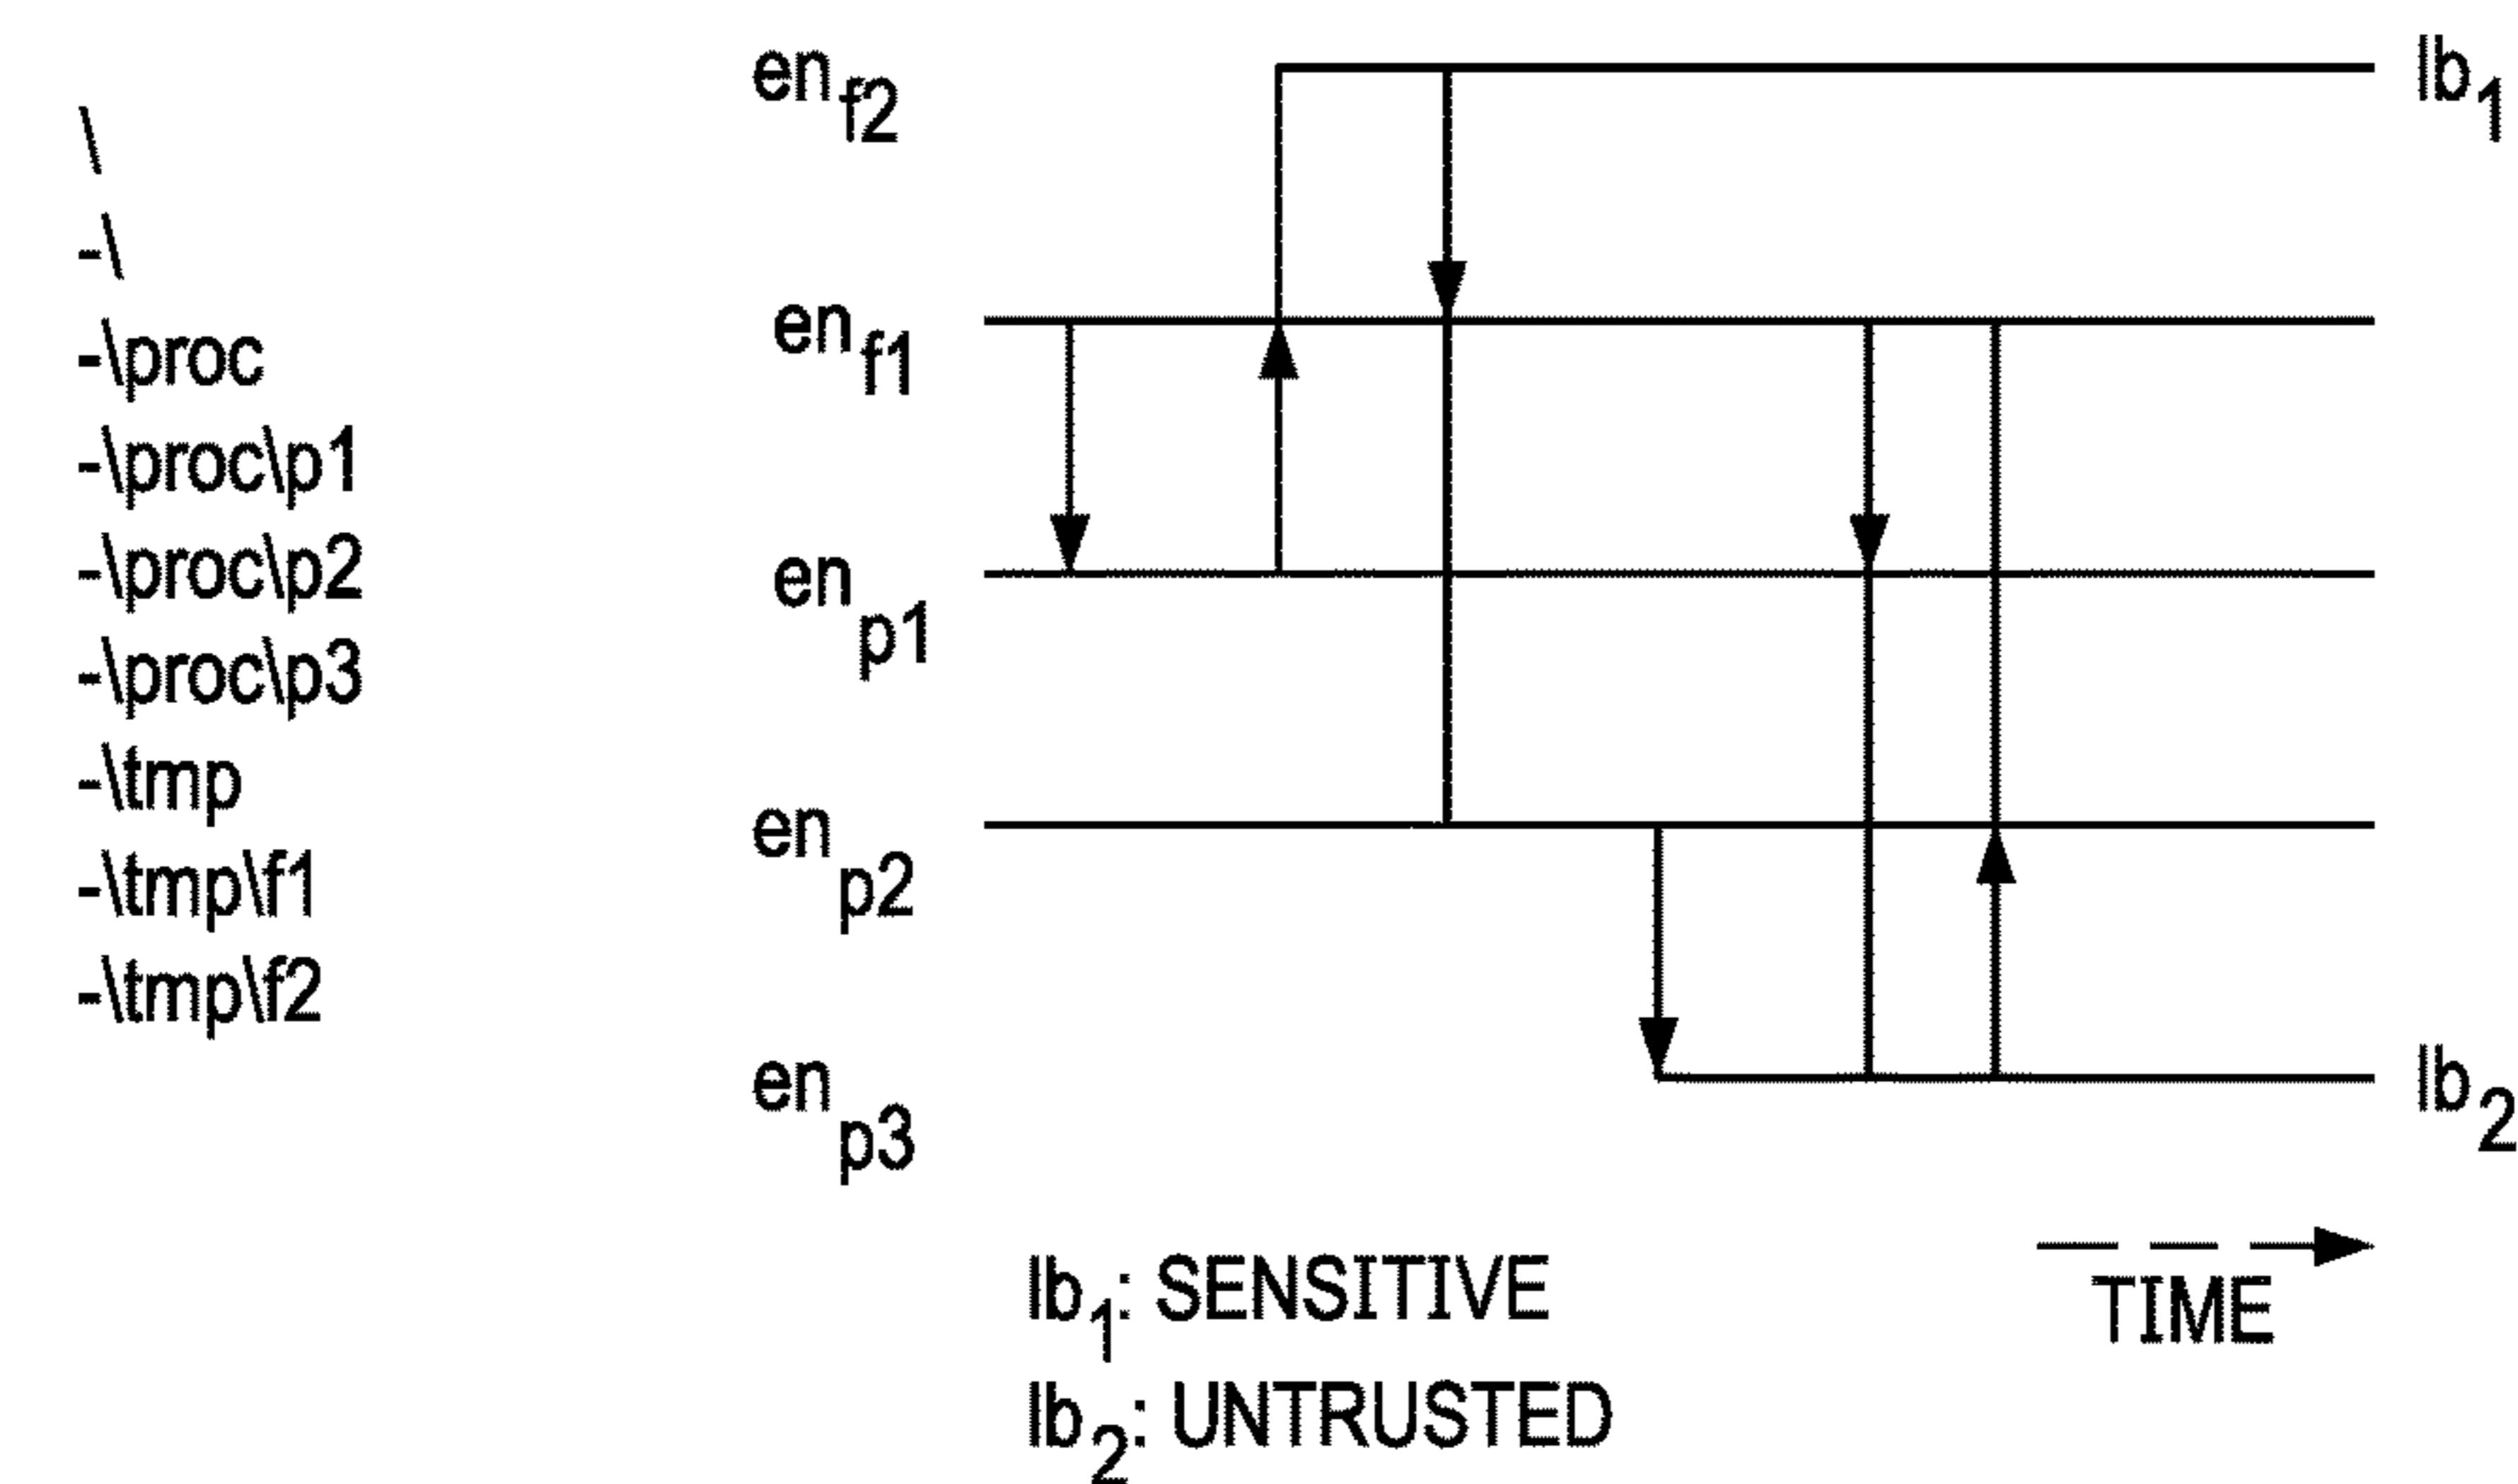 \
-\
-\proc
-\proc\p1
-\proc\p2
-\proc\p3
-\tmp
-\tmp\f1
-\tmp\f2
en f2
en f1
en p1
en p2
en p3
lb 1
lb 2
lb 1: SENSITIVE
lb 2: UNTRUSTED
TIME